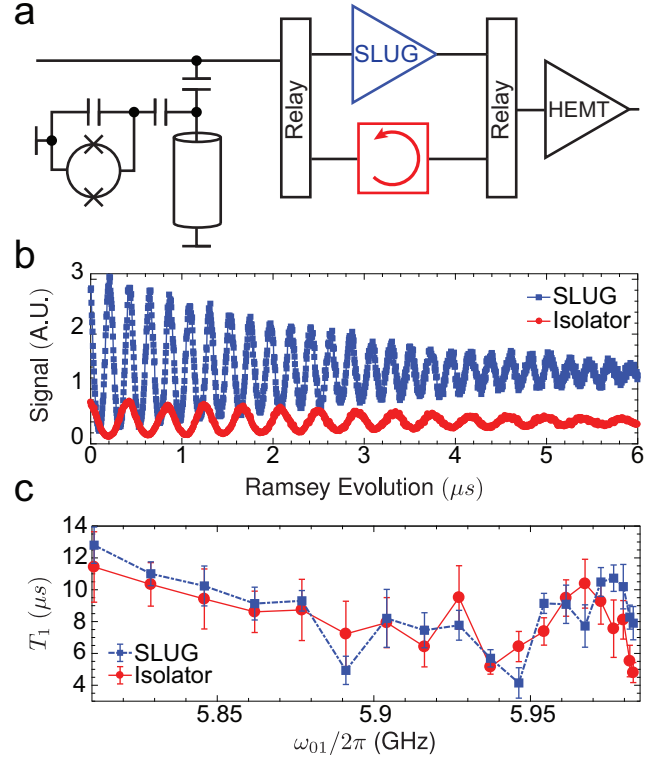 a
SLUG
Relay
Relay
HEMT
b
3
2
1
0
Signal (A.U.)
SLUG
Isolator
0 1 2 3 4 5 6
Ramsey Evolution (μs)
c
14
12
10
8
6
4
T₁ (μs)
SLUG
Isolator
5.85 5.9 5.95
ω₀₁/2π (GHz)